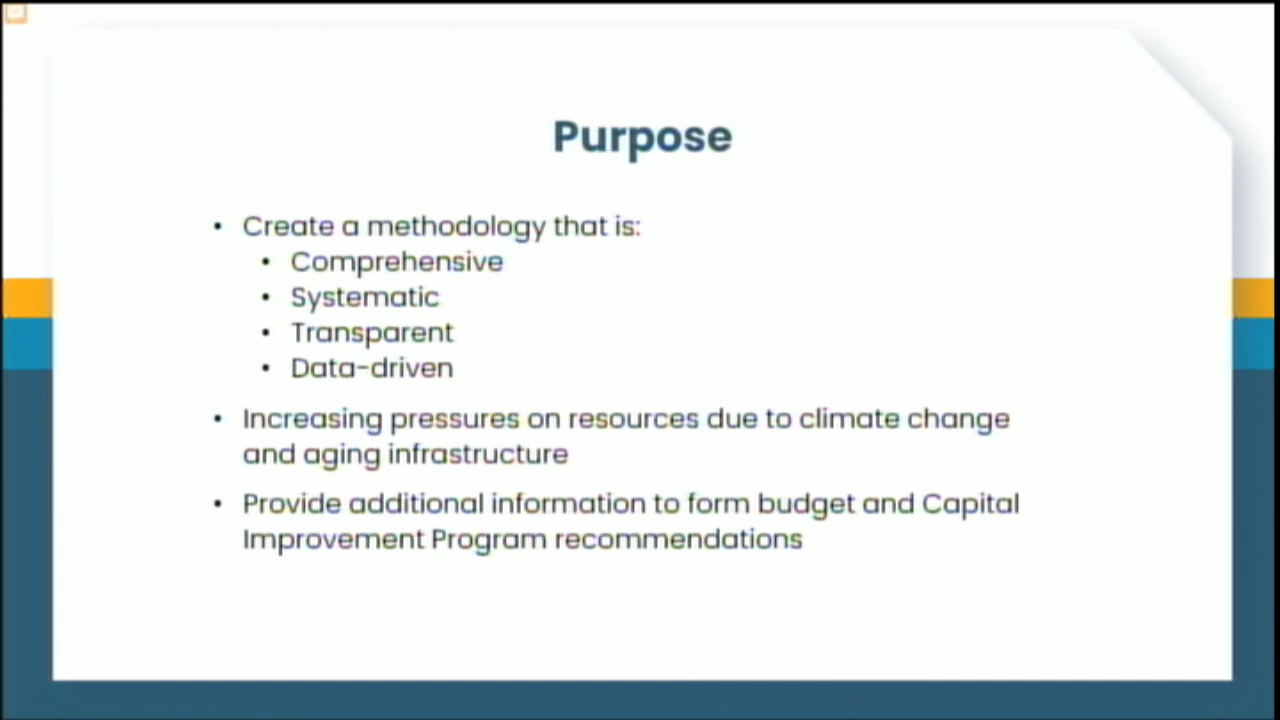 Purpose
• Create a methodology that is:
• Comprehensive
• Systematic
• Transparent
• Data-driven
• Increasing pressures on resources due to climate change
and aging infrastructure
• Provide additional information to form budget and Capital
Improvement Program recommendations